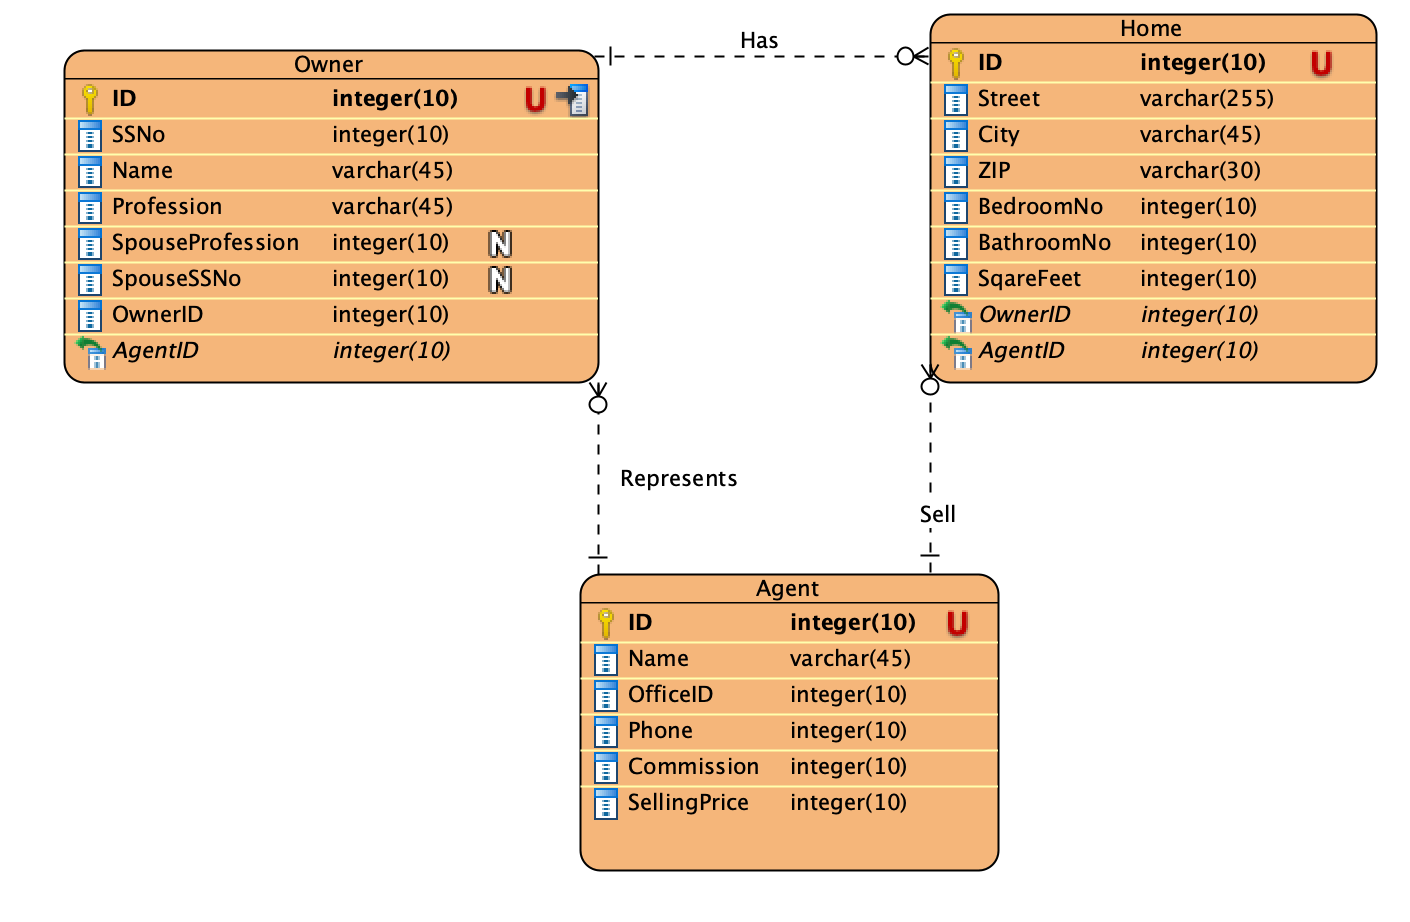 Has
Owner
ID integer(10) U
SSNo integer(10)
Name varchar(45)
Profession varchar(45)
SpouseProfession integer(10) N
SpouseSSNo integer(10) N
OwnerID integer(10)
AgentID integer(10)
Home
ID integer(10) U
Street varchar(255)
City varchar(45)
ZIP varchar(30)
BedroomNo integer(10)
BathroomNo integer(10)
SqareFeet integer(10)
OwnerID integer(10)
AgentID integer(10)
Represents
Sell
Agent
ID integer(10) U
Name varchar(45)
OfficeID integer(10)
Phone integer(10)
Commission integer(10)
SellingPrice integer(10)